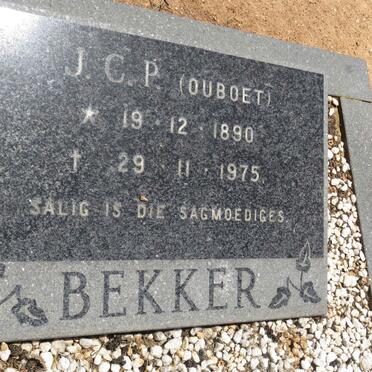 J. C. P. (OUBOET)
* 19 · 12 · 1890
† 29 · 11 · 1975
SALIG IS DIE SAGMOEDIGES
BEKKER